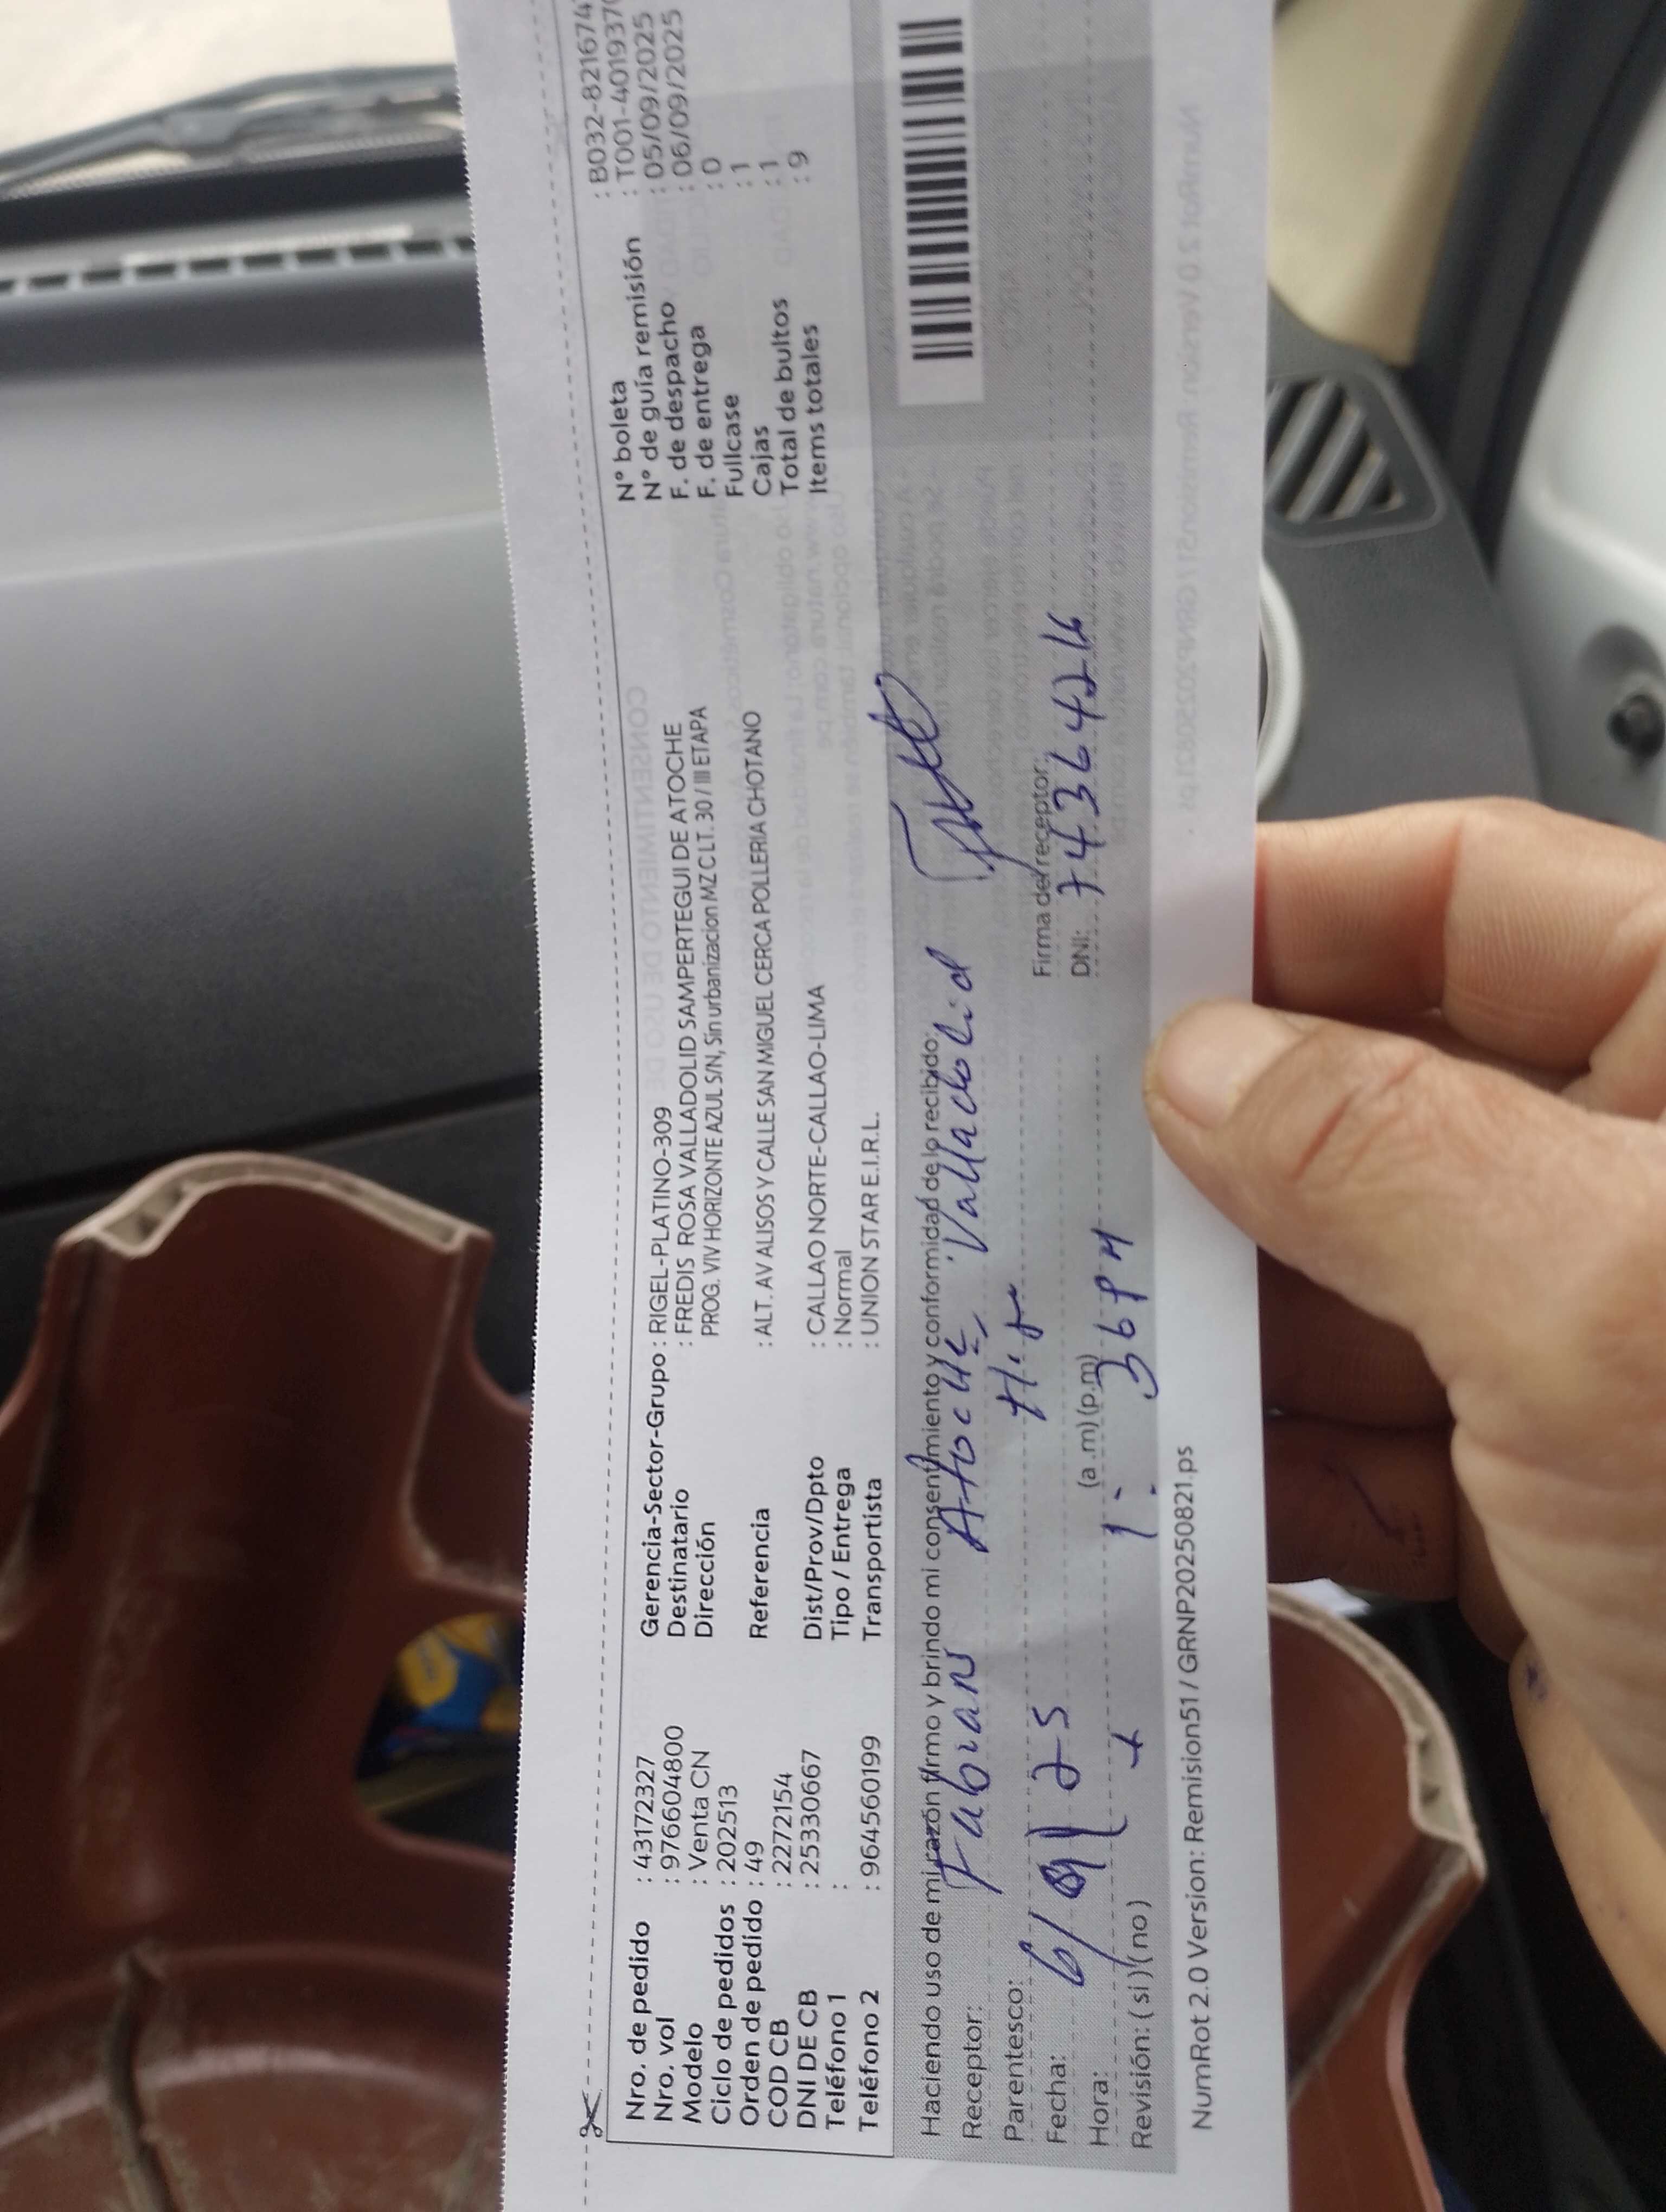 Nro. de pedido : 43172327
Nro. vol : 9766604800
Modelo : Venta CN
Ciclo de pedidos : 202513
Orden de pedido : 49
COD CB : 2272154
DNI DE CB : 25330667
Teléfono 1 :
Teléfono 2 : 964560199
Gerencia-Sector-Grupo : RIGEL-PLATINO-309
Destinatario : FREDIS ROSA VALLADOLID SAMPERTEGUI DE ATOCHE
Dirección PROG. VIV HORIZONTE AZUL S/N, Sin urbanizacion MZ C LT. 30 / III ETAPA
Referencia : ALT. AV ALISOS Y CALLE SAN MIGUEL CERCA POLLERIA CHOTANO
Dist/Prov/Dpto : CALLAO NORTE-CALLAO-LIMA
Tipo / Entrega : Normal
Transportista : UNION STAR E.I.R.L.
N° boleta : B032-821674
N° de guía remisión : T001-4019370
F. de despacho : 05/09/2025
F. de entrega : 06/09/2025
Fullcase : 0
Cajas : 1
Total de bultos : 1
Items totales : 9
Haciendo uso de mi razón firmo y brindo mi consentimiento y conformidad de lo recibido:
Receptor: Fabian Atoche Valladolid
Parentesco: Hijo
Fecha: 6/9/25
Firma del receptor:
Hora: (a.m) (p.m) 1:36 PM
DNI: 74364216
Revisión: ( si ) ( no )
NumRot 2.0 Version: Remision51 / GRNP20250821.ps